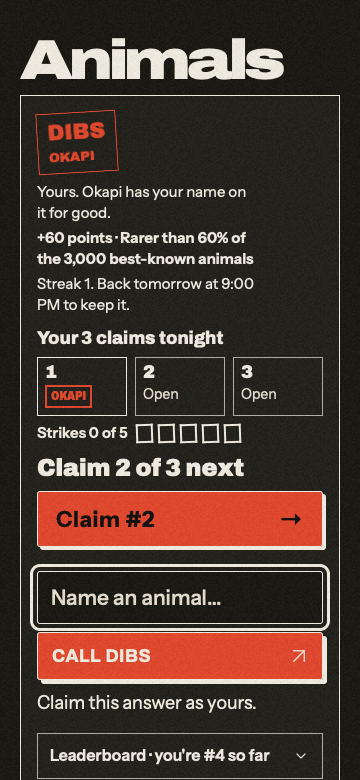 Animals
DIBS
OKAPI
Yours. Okapi has your name on
it for good.
+60 points · Rarer than 60% of
the 3,000 best-known animals
Streak 1. Back tomorrow at 9:00
PM to keep it.
Your 3 claims tonight
1
OKAPI
2
Open
3
Open
Strikes 0 of 5
Claim 2 of 3 next
Claim #2 →
Name an animal...
CALL DIBS
Claim this answer as yours.
Leaderboard · you're #4 so far